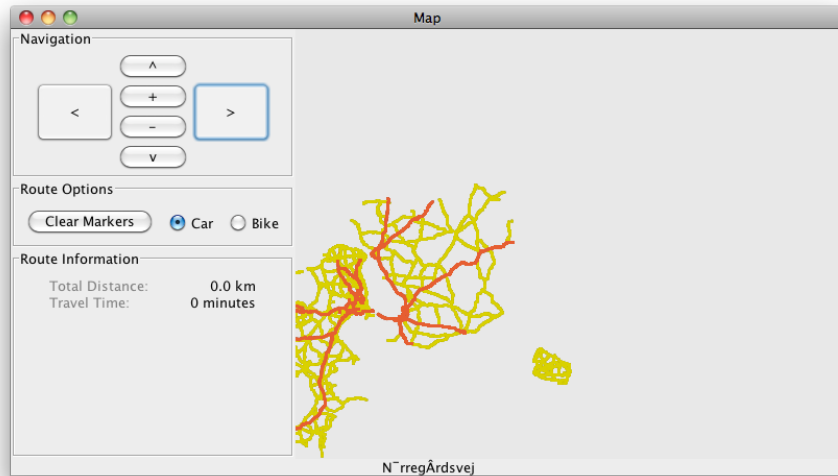 Map
Navigation
^
< + >
-
v
Route Options
Clear Markers Car Bike
Route Information
Total Distance: 0.0 km
Travel Time: 0 minutes
N¯rregÂrdsvej